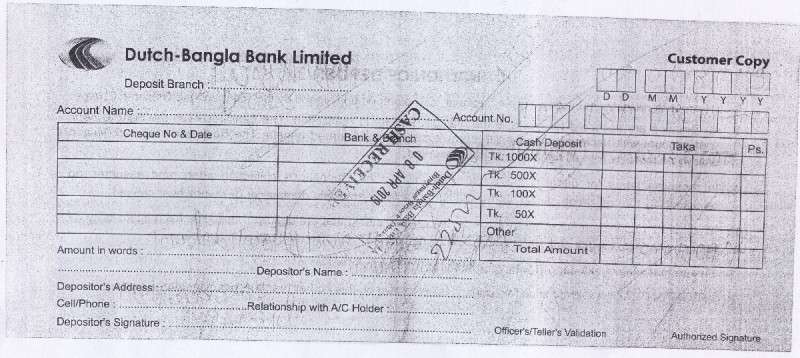 Dutch-Bangla Bank Limited
Customer Copy
Deposit Branch :
D D M M Y Y Y Y
Account Name :
Account No.
Cheque No & Date Bank & Branch Cash Deposit Taka Ps.
Tk. 1000X
Tk. 500X
Tk. 100X
Tk. 50X
Other
Total Amount
CASH RECEIVED
08 APR 2019
Dutch-Bangla Bank Ltd.
Amount in words :
Depositor's Name :
Depositor's Address :
Cell/Phone : Relationship with A/C Holder :
Depositor's Signature :
Officer's/Teller's Validation
Authorized Signature